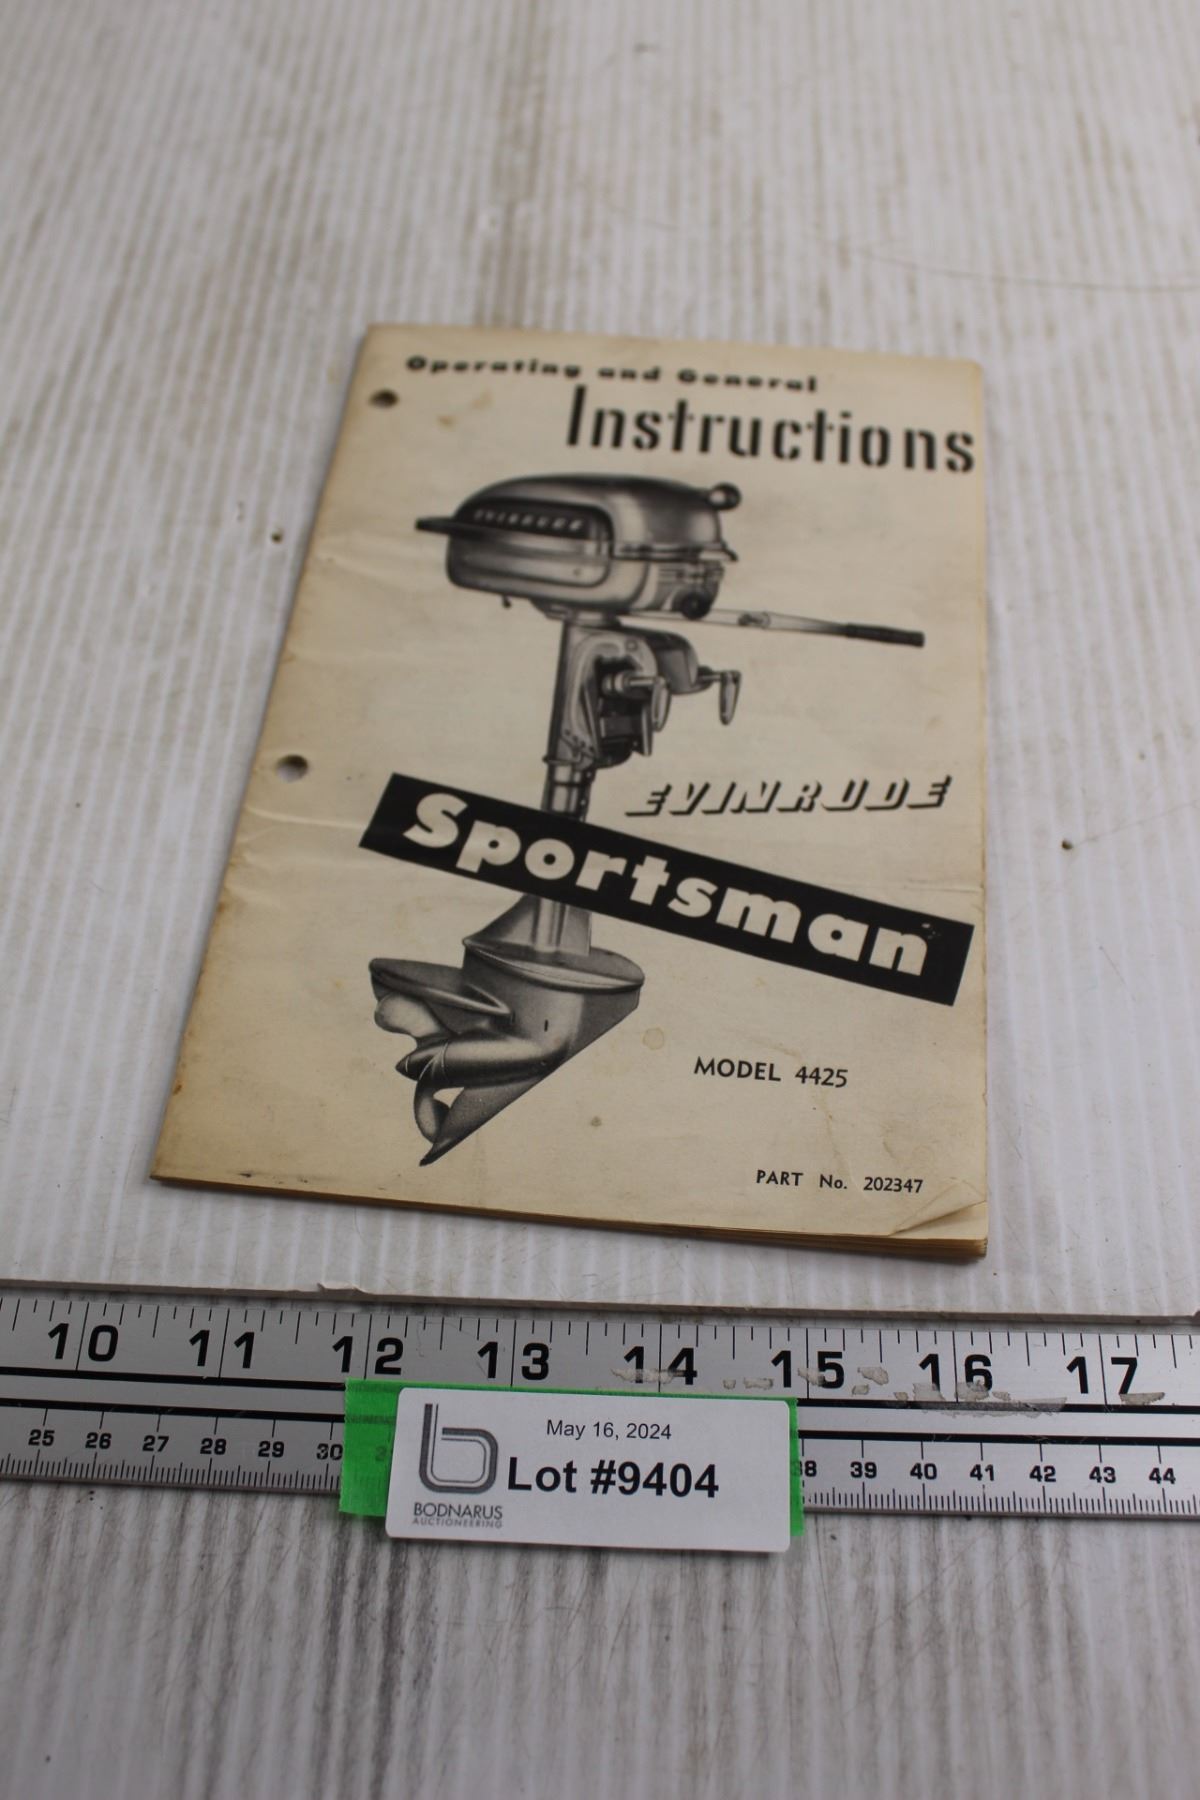 Operating and General
Instructions
EVINRUDE
EVINRUDE
Sportsman
MODEL 4425
PART No. 202347
10 11 12 13 14 15 16 17
25 26 27 28 29 30 38 39 40 41 42 43 44
May 16, 2024
Lot #9404
BODNARUS
AUCTIONEERING